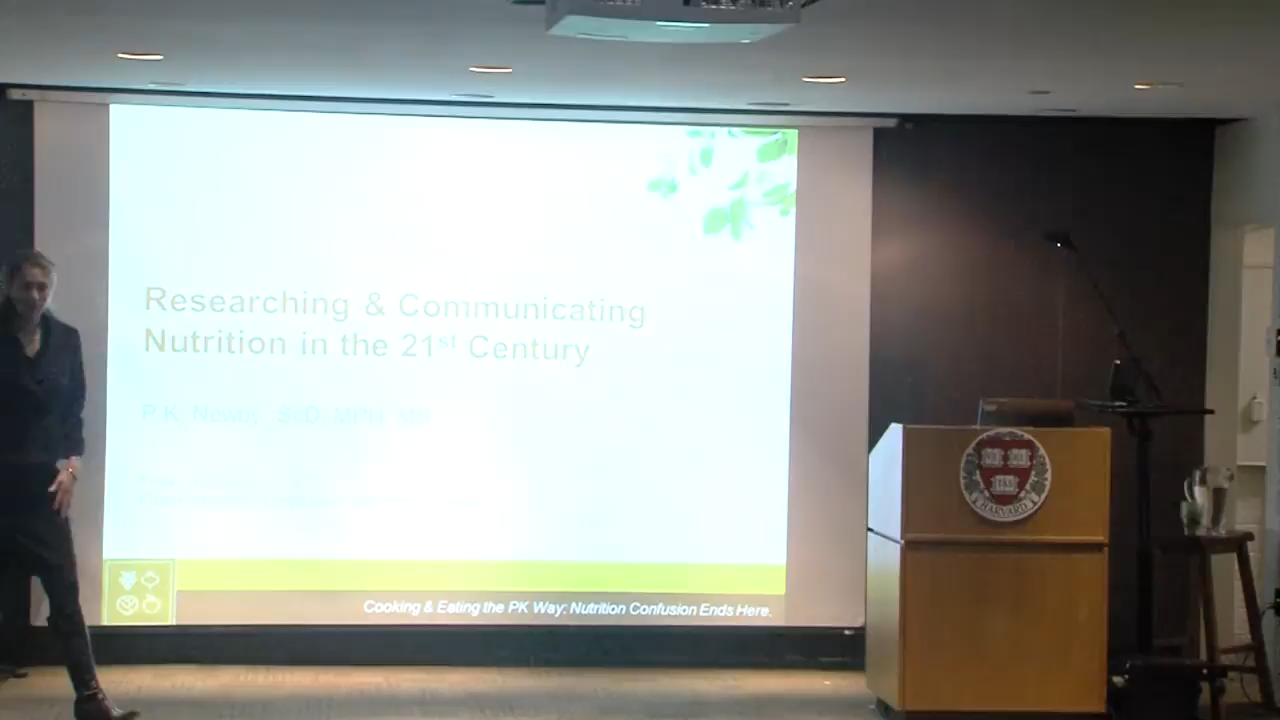 Researching & Communicating
Nutrition in the 21st Century
P.K. Newby, ScD, MPH, MS
Cooking & Eating the PK Way: Nutrition Confusion Ends Here.
HARVARD